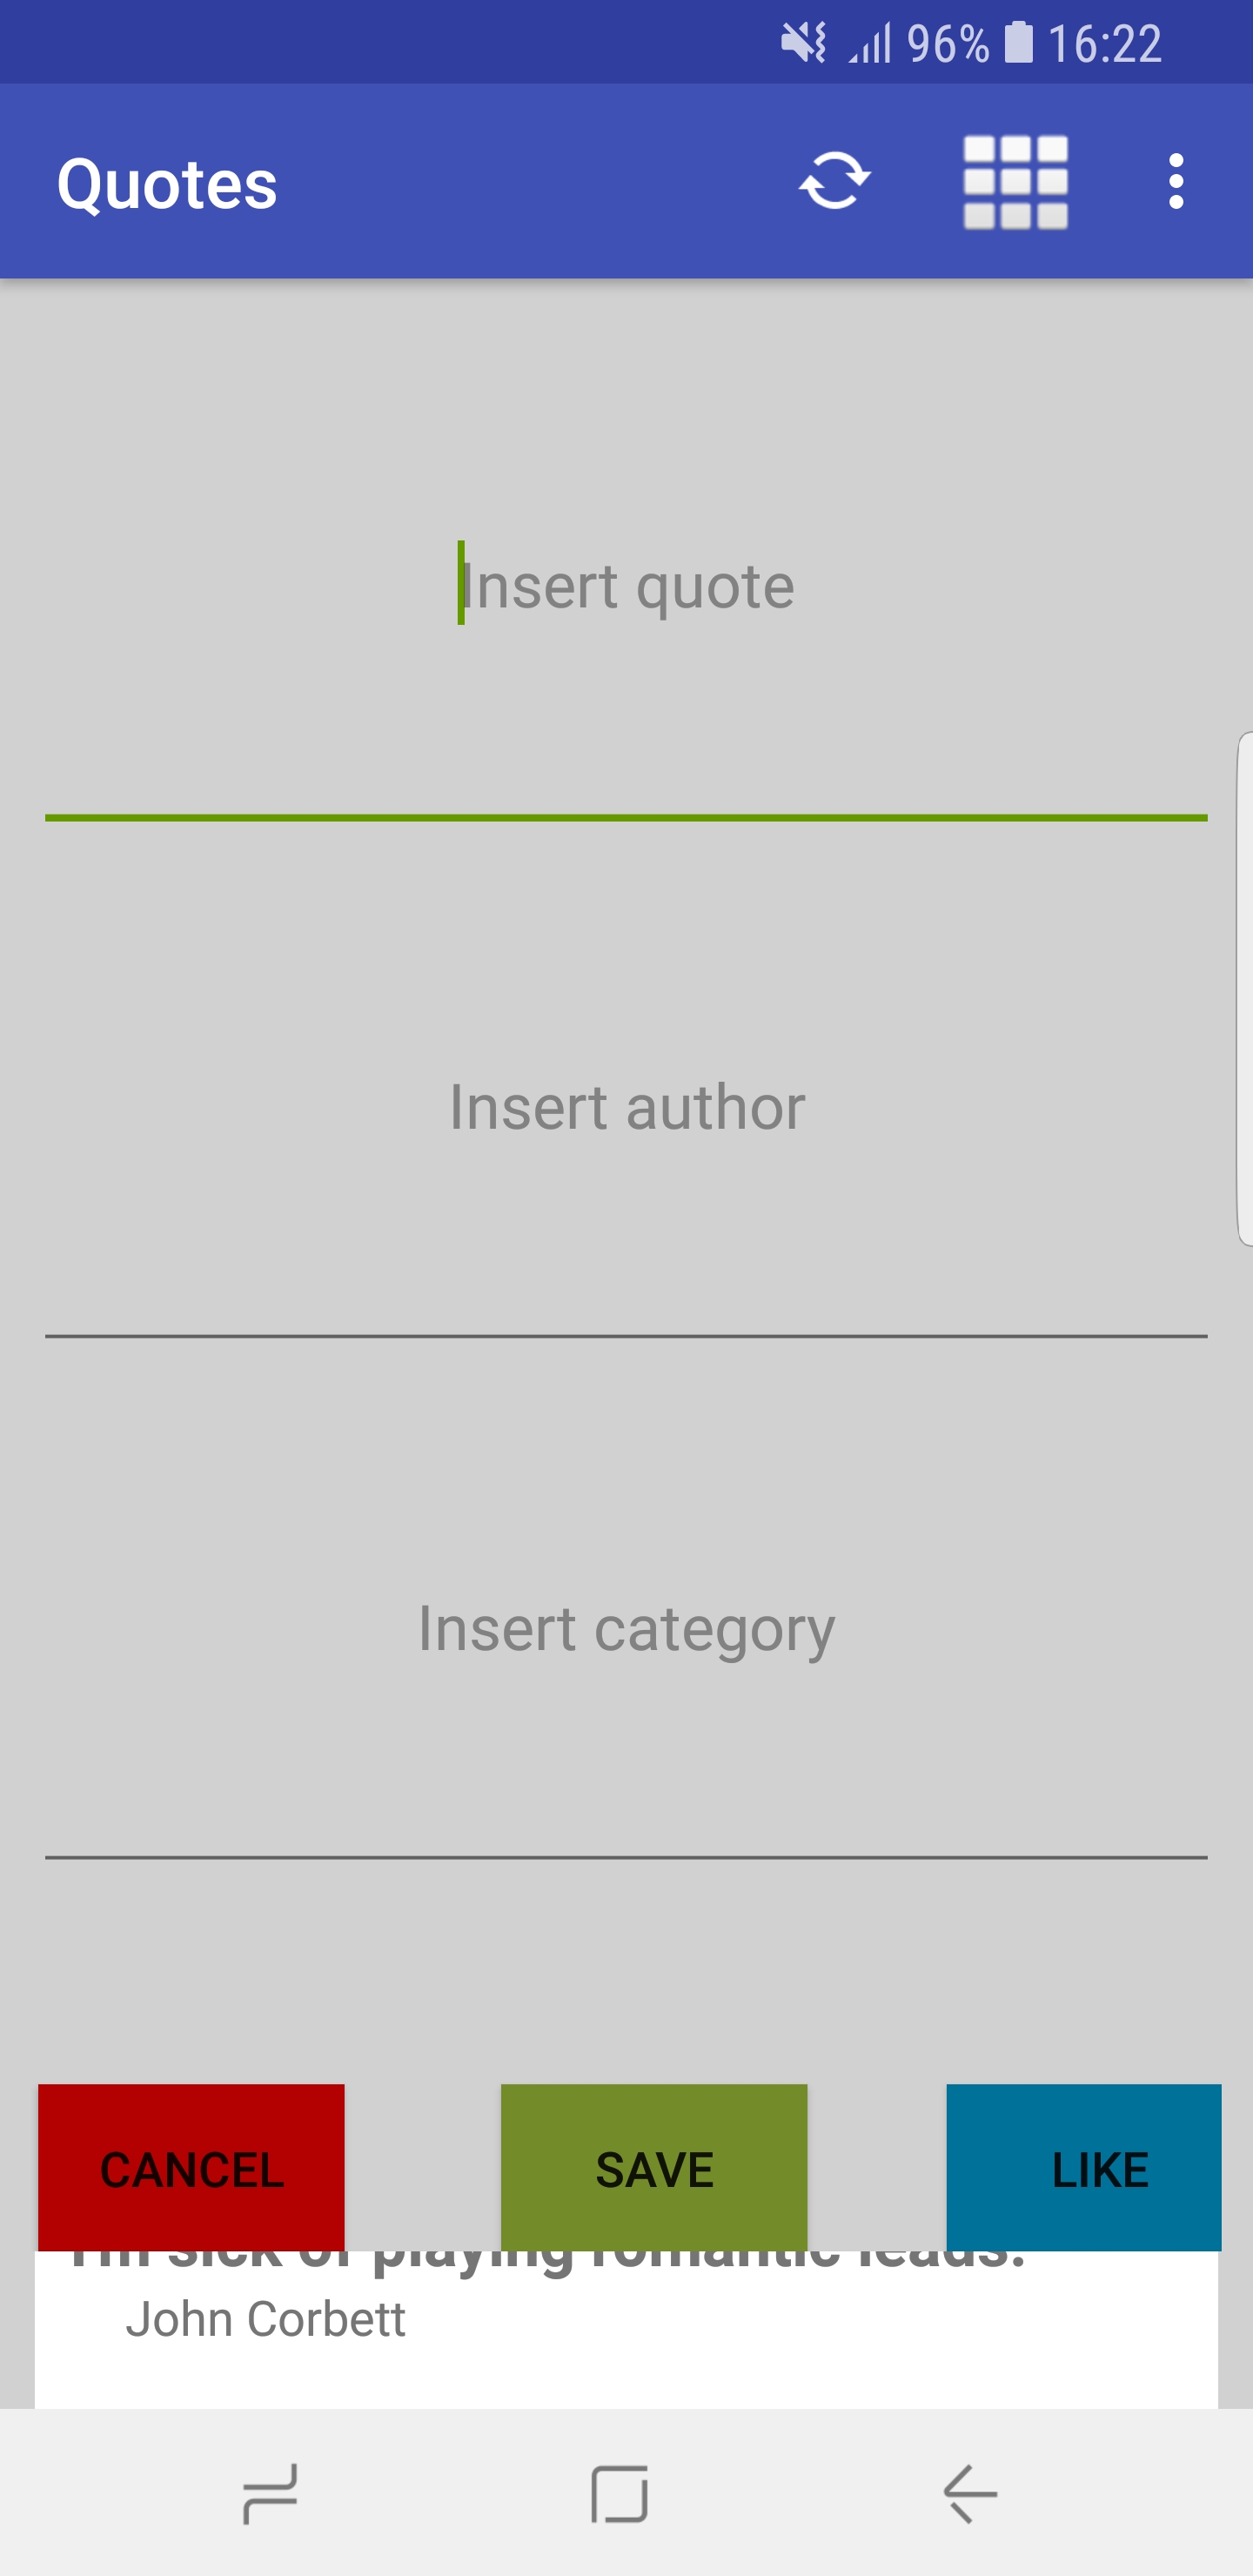 96% 16:22
Quotes
Insert quote
Insert author
Insert category
CANCEL SAVE LIKE
I'm sick of playing romantic leads.
John Corbett